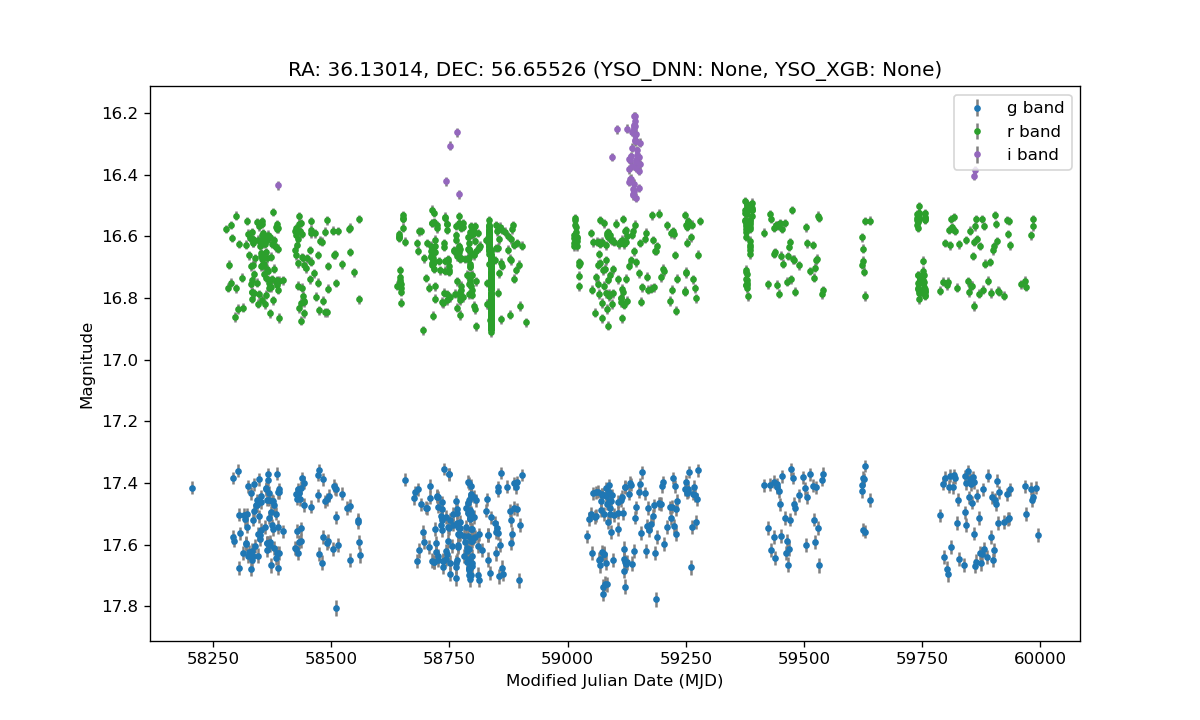 RA: 36.13014, DEC: 56.65526 (YSO_DNN: None, YSO_XGB: None)
g band
r band
i band
16.2
16.4
16.6
16.8
17.0
17.2
17.4
17.6
17.8
Magnitude
58250 58500 58750 59000 59250 59500 59750 60000
Modified Julian Date (MJD)